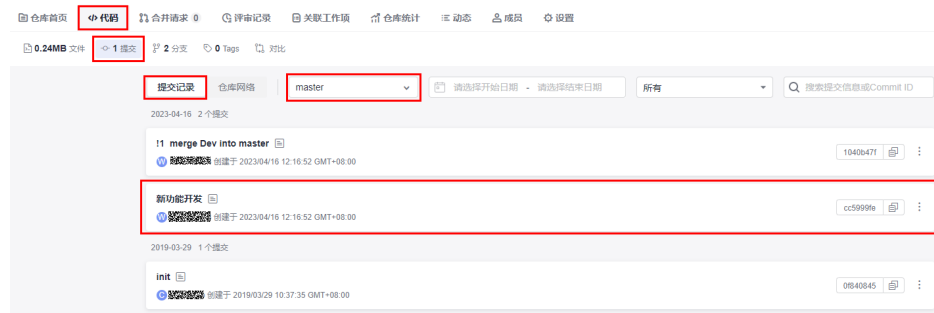 仓库首页 </> 代码 合并请求 0 评审记录 关联工作项 仓库统计 动态 成员 设置
0.24MB 文件 1 提交 2 分支 0 Tags 对比
提交记录 仓库网络 master 请选择开始日期 - 请选择结束日期 所有 搜索提交信息或Commit ID
2023-04-16 2 个提交
!1 merge Dev into master
1040b47f
W 创建于 2023/04/16 12:16:52 GMT+08:00
新功能开发
cc5999fe
W 创建于 2023/04/16 12:16:52 GMT+08:00
2019-03-29 1 个提交
init
0f840845
C 创建于 2019/03/29 10:37:35 GMT+08:00